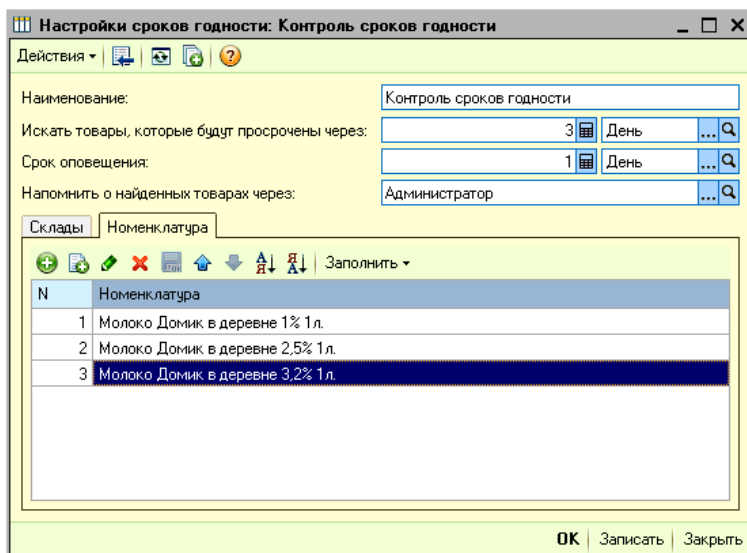 Настройки сроков годности: Контроль сроков годности
Действия
Наименование: Контроль сроков годности
Искать товары, которые будут просрочены через: 3 День ...
Срок оповещения: 1 День ...
Напомнить о найденных товарах через: Администратор ...
Склады Номенклатура
Заполнить
N Номенклатура
1 Молоко Домик в деревне 1% 1л.
2 Молоко Домик в деревне 2,5% 1л.
3 Молоко Домик в деревне 3,2% 1л.
OK Записать Закрыть